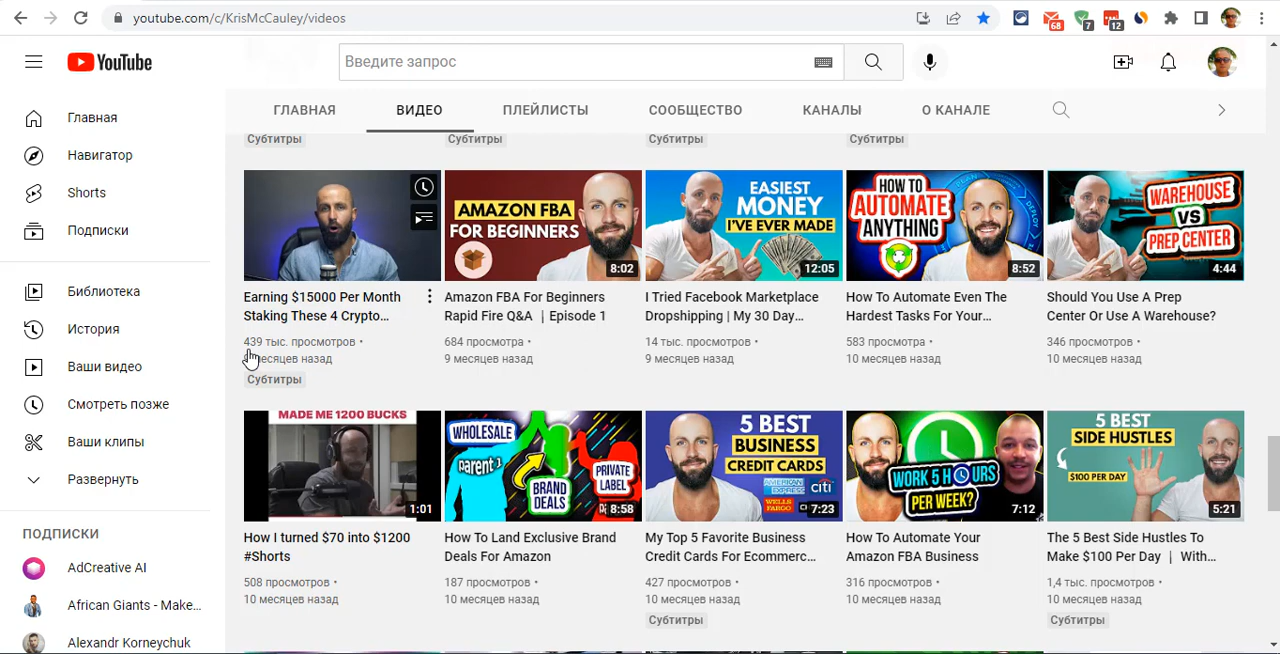 youtube.com/c/KrisMcCauley/videos
68
7
12
YouTube
Введите запрос
ГЛАВНАЯ
ВИДЕО
ПЛЕЙЛИСТЫ
СООБЩЕСТВО
КАНАЛЫ
О КАНАЛЕ
Главная
Навигатор
Shorts
Подписки
Библиотека
История
Ваши видео
Смотреть позже
Ваши клипы
Развернуть
ПОДПИСКИ
AdCreative AI
African Giants - Make...
Alexandr Korneychuk
Субтитры
Субтитры
Субтитры
Субтитры
Earning $15000 Per Month
Staking These 4 Crypto...
439 тыс. просмотров •
месяцев назад
Субтитры
AMAZON FBA
FOR BEGINNERS
8:02
Amazon FBA For Beginners
Rapid Fire Q&A | Episode 1
684 просмотра •
9 месяцев назад
EASIEST
MONEY
I'VE EVER MADE
12:05
I Tried Facebook Marketplace
Dropshipping | My 30 Day...
14 тыс. просмотров •
9 месяцев назад
HOW TO
AUTOMATE
ANYTHING
PLAN
DEPLOY
8:52
How To Automate Even The
Hardest Tasks For Your...
583 просмотра •
10 месяцев назад
WAREHOUSE
VS
PREP CENTER
4:44
Should You Use A Prep
Center Or Use A Warehouse?
346 просмотров •
10 месяцев назад
MADE ME 1200 BUCKS
1:01
How I turned $70 into $1200
#Shorts
508 просмотров •
10 месяцев назад
WHOLESALE
BRAND
DEALS
PRIVATE
LABEL
8:58
How To Land Exclusive Brand
Deals For Amazon
187 просмотров •
10 месяцев назад
5 BEST
BUSINESS
CREDIT CARDS
AMERICAN
EXPRESS
citi
WELLS
FARGO
7:23
My Top 5 Favorite Business
Credit Cards For Ecommerc...
427 просмотров •
10 месяцев назад
Субтитры
WORK 5 HOURS
PER WEEK?
7:12
How To Automate Your
Amazon FBA Business
316 просмотров •
10 месяцев назад
5 BEST
SIDE HUSTLES
$100 PER DAY
5:21
The 5 Best Side Hustles To
Make $100 Per Day | With...
1,4 тыс. просмотров •
10 месяцев назад
Субтитры